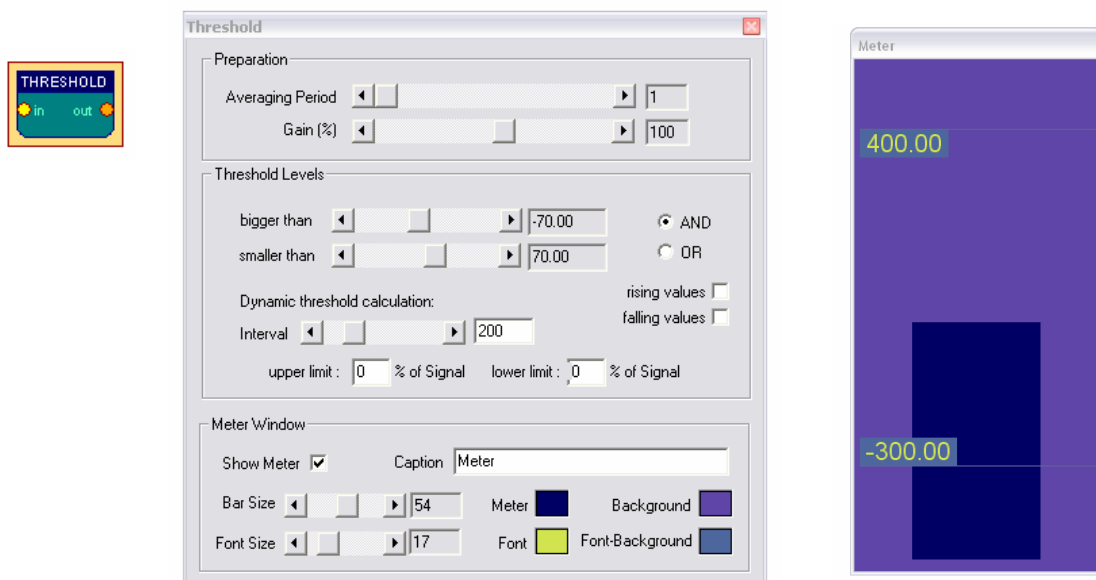 THRESHOLD
in out
Threshold
Preparation
Averaging Period 1
Gain (%) 100
Threshold Levels
bigger than -70.00 AND
smaller than 70.00 OR
rising values
Dynamic threshold calculation:
falling values
Interval 200
upper limit : 0 % of Signal lower limit : 0 % of Signal
Meter Window
Show Meter Caption Meter
Bar Size 54 Meter Background
Font Size 17 Font Font-Background
Meter
400.00
-300.00